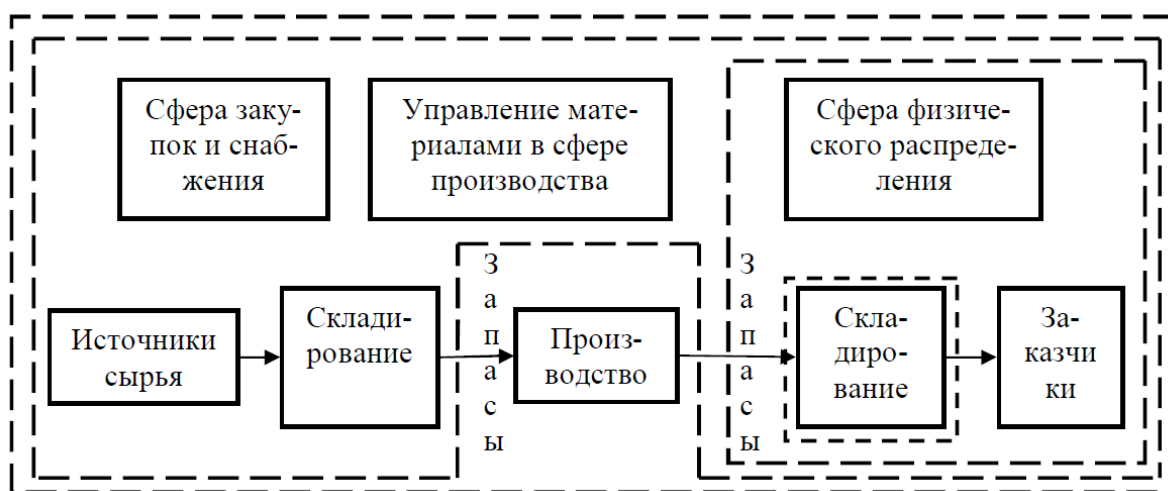 Сфера заку-
пок и снаб-
жения
Управление мате-
риалами в сфере
производства
Сфера физиче-
ского распреде-
ления
Источники
сырья
Склади-
рование
З
а
п
а
с
ы
Произ-
водство
З
а
п
а
с
ы
Скла-
диро-
вание
За-
казчи
ки